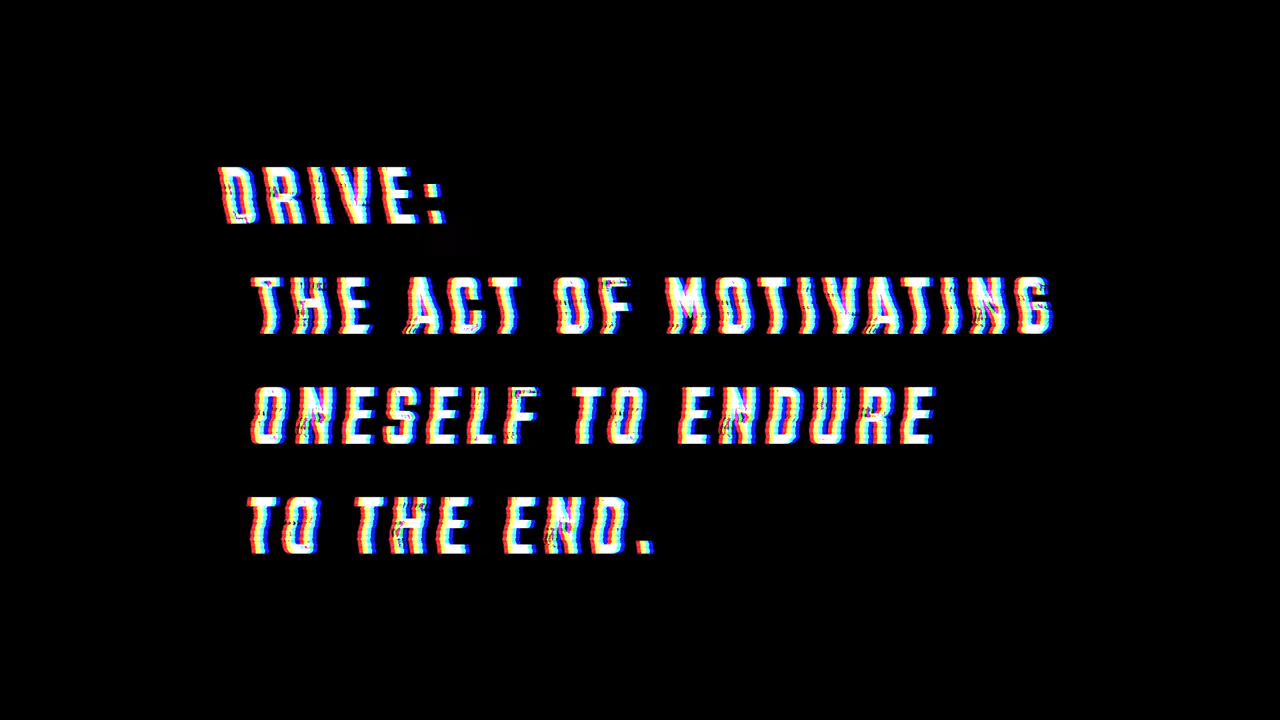 DRIVE:
THE ACT OF MOTIVATING
ONESELF TO ENDURE
TO THE END.